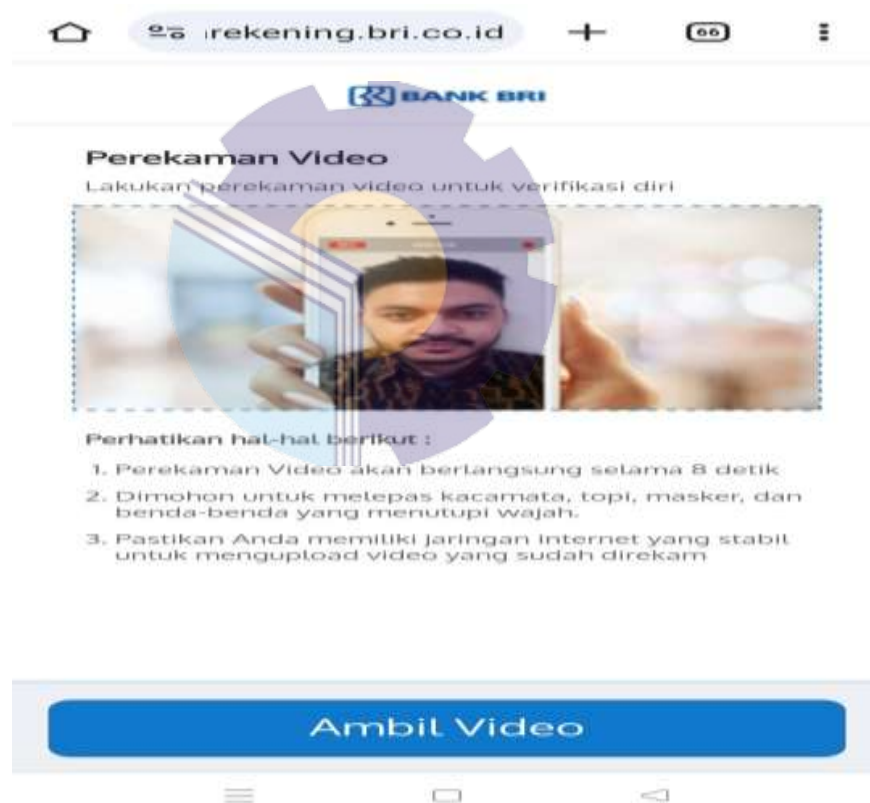 rekening.bri.co.id
66
BANK BRI
Perekaman Video
Lakukan perekaman video untuk verifikasi diri
Perhatikan hal-hal berikut :
1. Perekaman Video akan berlangsung selama 8 detik
2. Dimohon untuk melepas kacamata, topi, masker, dan
benda-benda yang menutupi wajah.
3. Pastikan Anda memiliki jaringan internet yang stabil
untuk mengupload video yang sudah direkam
Ambil Video